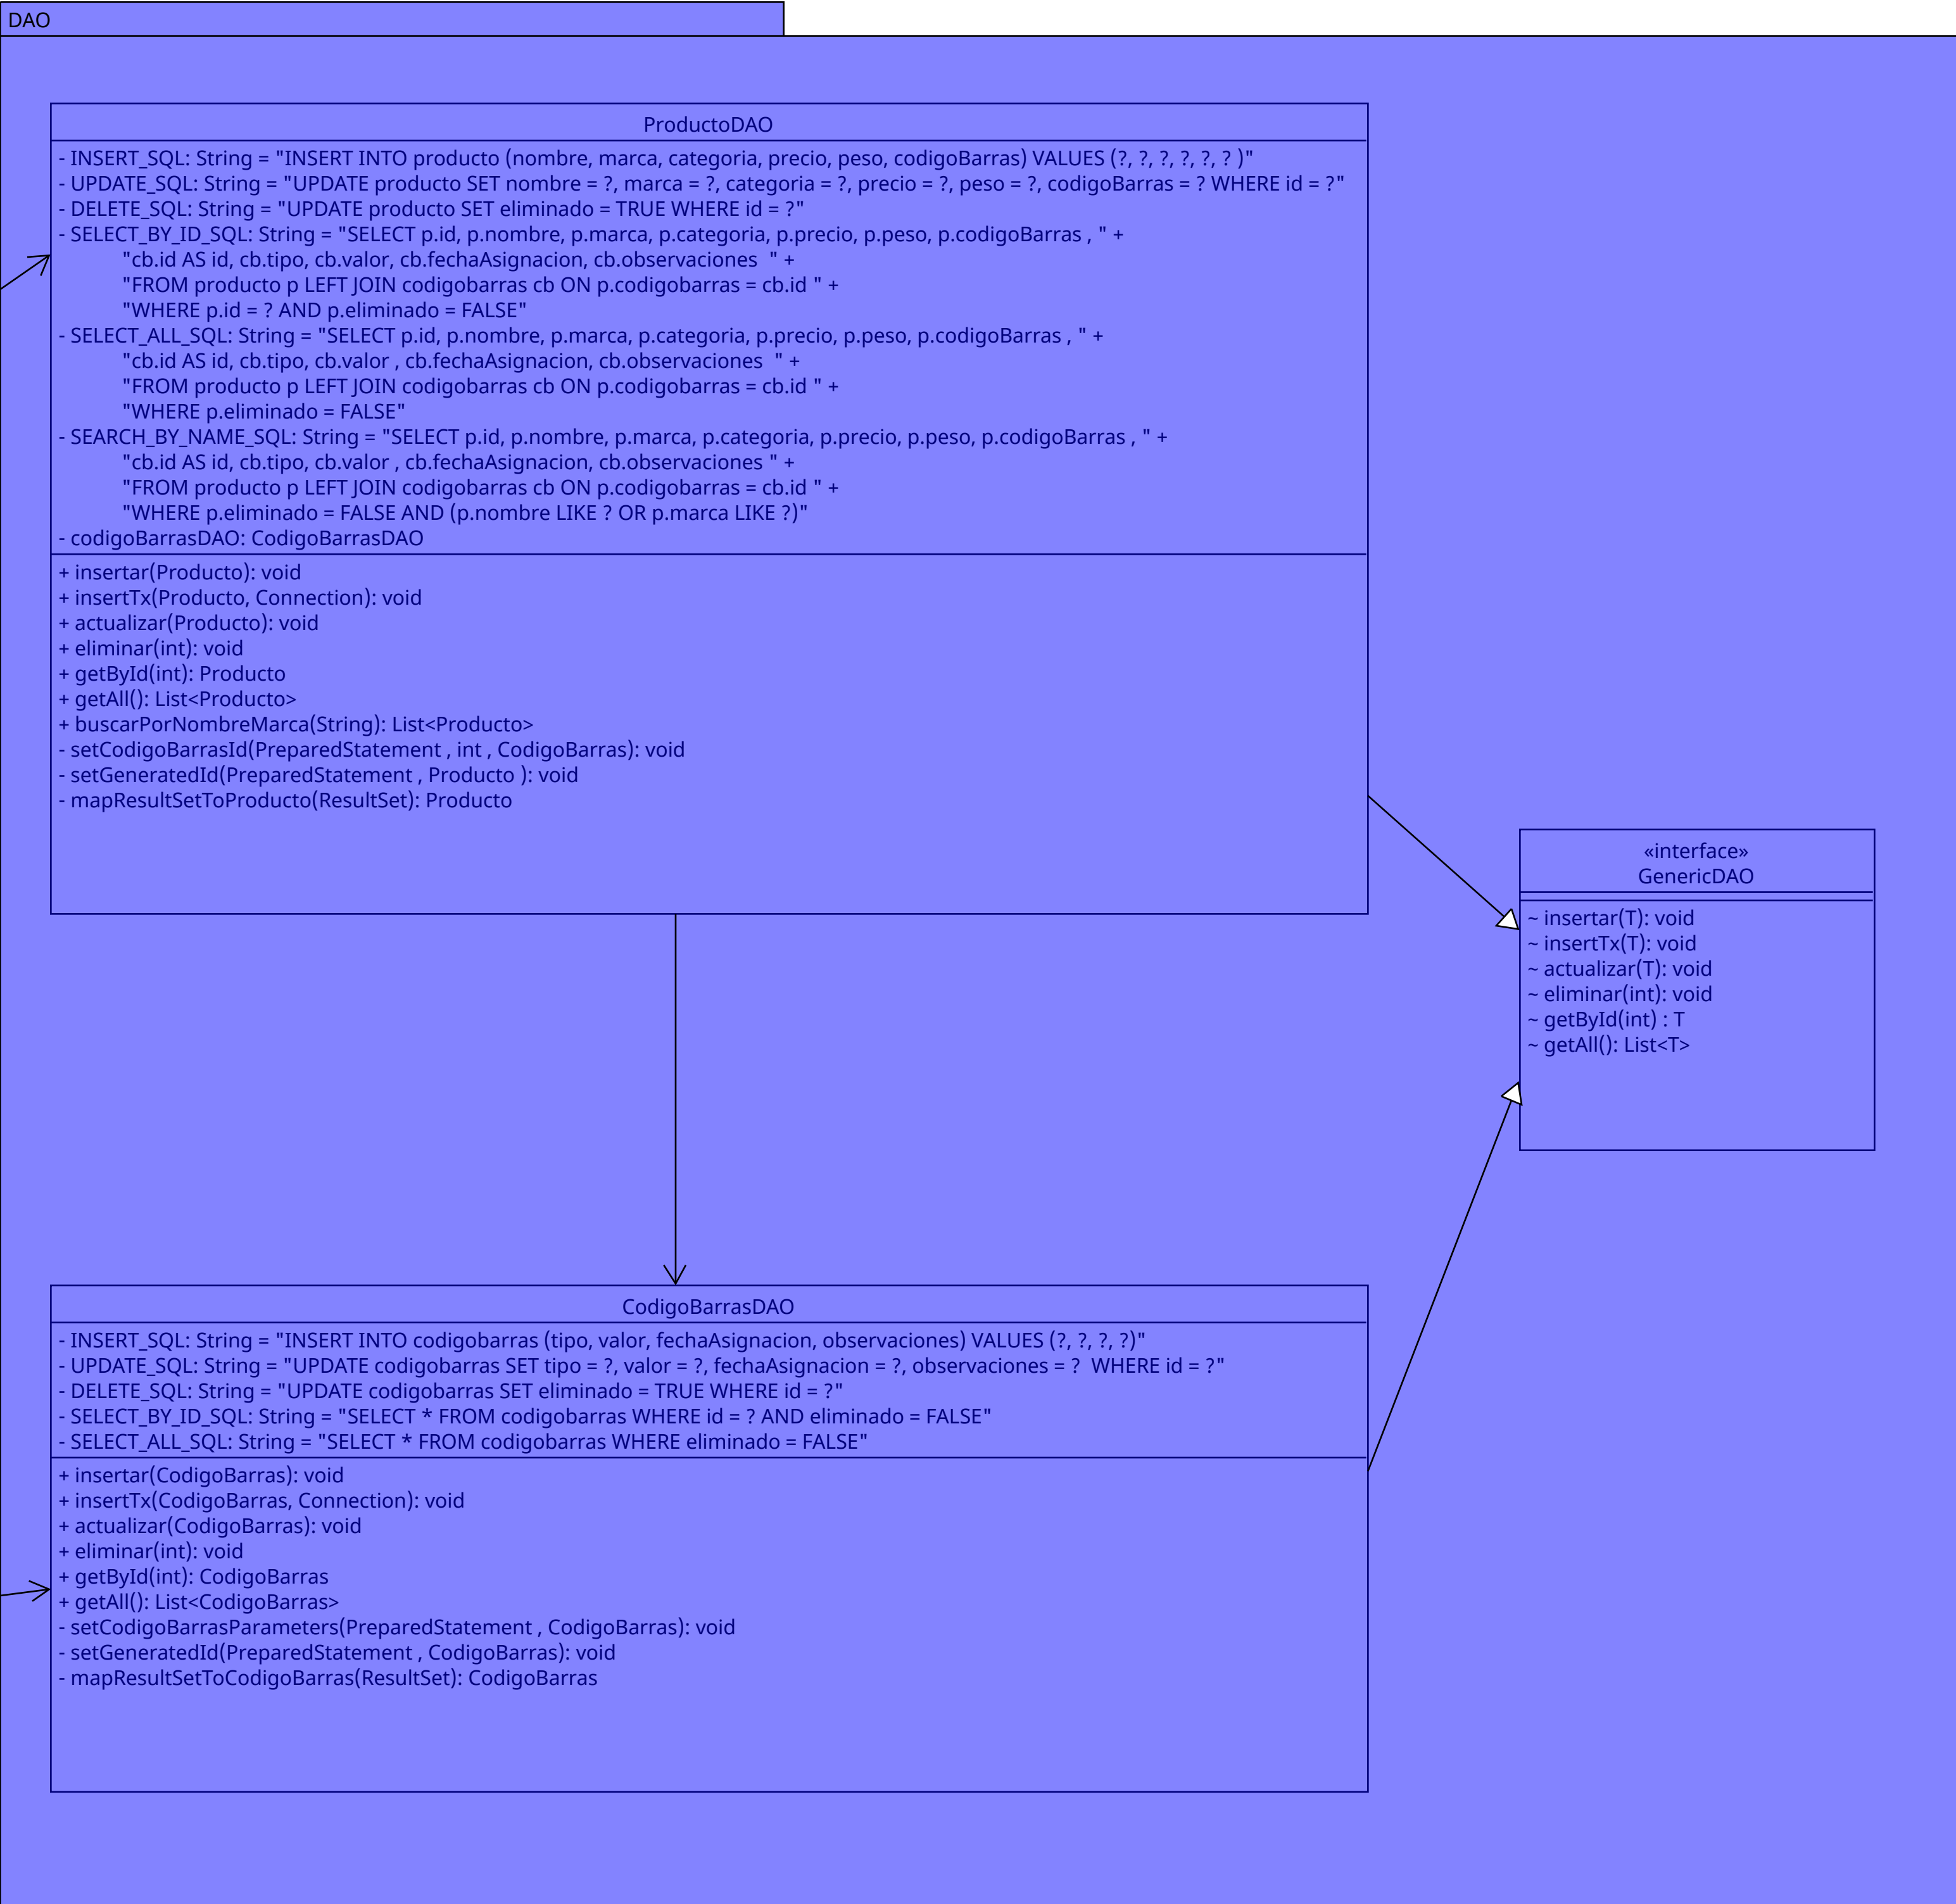 DAO
ProductoDAO
- INSERT_SQL: String = "INSERT INTO producto (nombre, marca, categoria, precio, peso, codigoBarras) VALUES (?, ?, ?, ?, ?, ? )"
- UPDATE_SQL: String = "UPDATE producto SET nombre = ?, marca = ?, categoria = ?, precio = ?, peso = ?, codigoBarras = ? WHERE id = ?"
- DELETE_SQL: String = "UPDATE producto SET eliminado = TRUE WHERE id = ?"
- SELECT_BY_ID_SQL: String = "SELECT p.id, p.nombre, p.marca, p.categoria, p.precio, p.peso, p.codigoBarras , " +
"cb.id AS id, cb.tipo, cb.valor, cb.fechaAsignacion, cb.observaciones  " +
"FROM producto p LEFT JOIN codigobarras cb ON p.codigobarras = cb.id " +
"WHERE p.id = ? AND p.eliminado = FALSE"
- SELECT_ALL_SQL: String = "SELECT p.id, p.nombre, p.marca, p.categoria, p.precio, p.peso, p.codigoBarras , " +
"cb.id AS id, cb.tipo, cb.valor , cb.fechaAsignacion, cb.observaciones  " +
"FROM producto p LEFT JOIN codigobarras cb ON p.codigobarras = cb.id " +
"WHERE p.eliminado = FALSE"
- SEARCH_BY_NAME_SQL: String = "SELECT p.id, p.nombre, p.marca, p.categoria, p.precio, p.peso, p.codigoBarras , " +
"cb.id AS id, cb.tipo, cb.valor , cb.fechaAsignacion, cb.observaciones " +
"FROM producto p LEFT JOIN codigobarras cb ON p.codigobarras = cb.id " +
"WHERE p.eliminado = FALSE AND (p.nombre LIKE ? OR p.marca LIKE ?)"
- codigoBarrasDAO: CodigoBarrasDAO
+ insertar(Producto): void
+ insertTx(Producto, Connection): void
+ actualizar(Producto): void
+ eliminar(int): void
+ getById(int): Producto
+ getAll(): List<Producto>
+ buscarPorNombreMarca(String): List<Producto>
- setCodigoBarrasId(PreparedStatement , int , CodigoBarras): void
- setGeneratedId(PreparedStatement , Producto ): void
- mapResultSetToProducto(ResultSet): Producto
«interface»
GenericDAO
~ insertar(T): void
~ insertTx(T): void
~ actualizar(T): void
~ eliminar(int): void
~ getById(int) : T
~ getAll(): List<T>
CodigoBarrasDAO
- INSERT_SQL: String = "INSERT INTO codigobarras (tipo, valor, fechaAsignacion, observaciones) VALUES (?, ?, ?, ?)"
- UPDATE_SQL: String = "UPDATE codigobarras SET tipo = ?, valor = ?, fechaAsignacion = ?, observaciones = ?  WHERE id = ?"
- DELETE_SQL: String = "UPDATE codigobarras SET eliminado = TRUE WHERE id = ?"
- SELECT_BY_ID_SQL: String = "SELECT * FROM codigobarras WHERE id = ? AND eliminado = FALSE"
- SELECT_ALL_SQL: String = "SELECT * FROM codigobarras WHERE eliminado = FALSE"
+ insertar(CodigoBarras): void
+ insertTx(CodigoBarras, Connection): void
+ actualizar(CodigoBarras): void
+ eliminar(int): void
+ getById(int): CodigoBarras
+ getAll(): List<CodigoBarras>
- setCodigoBarrasParameters(PreparedStatement , CodigoBarras): void
- setGeneratedId(PreparedStatement , CodigoBarras): void
- mapResultSetToCodigoBarras(ResultSet): CodigoBarras